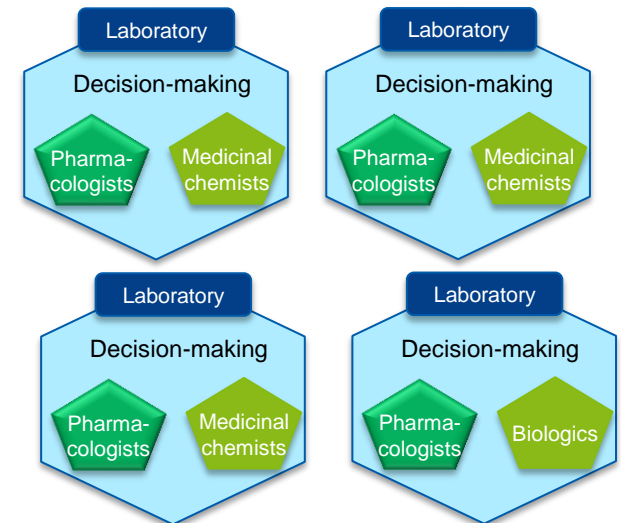 Laboratory
Decision-making
Pharma-
cologists
Medicinal
chemists
Laboratory
Decision-making
Pharma-
cologists
Medicinal
chemists
Laboratory
Decision-making
Pharma-
cologists
Medicinal
chemists
Laboratory
Decision-making
Pharma-
cologists
Biologics